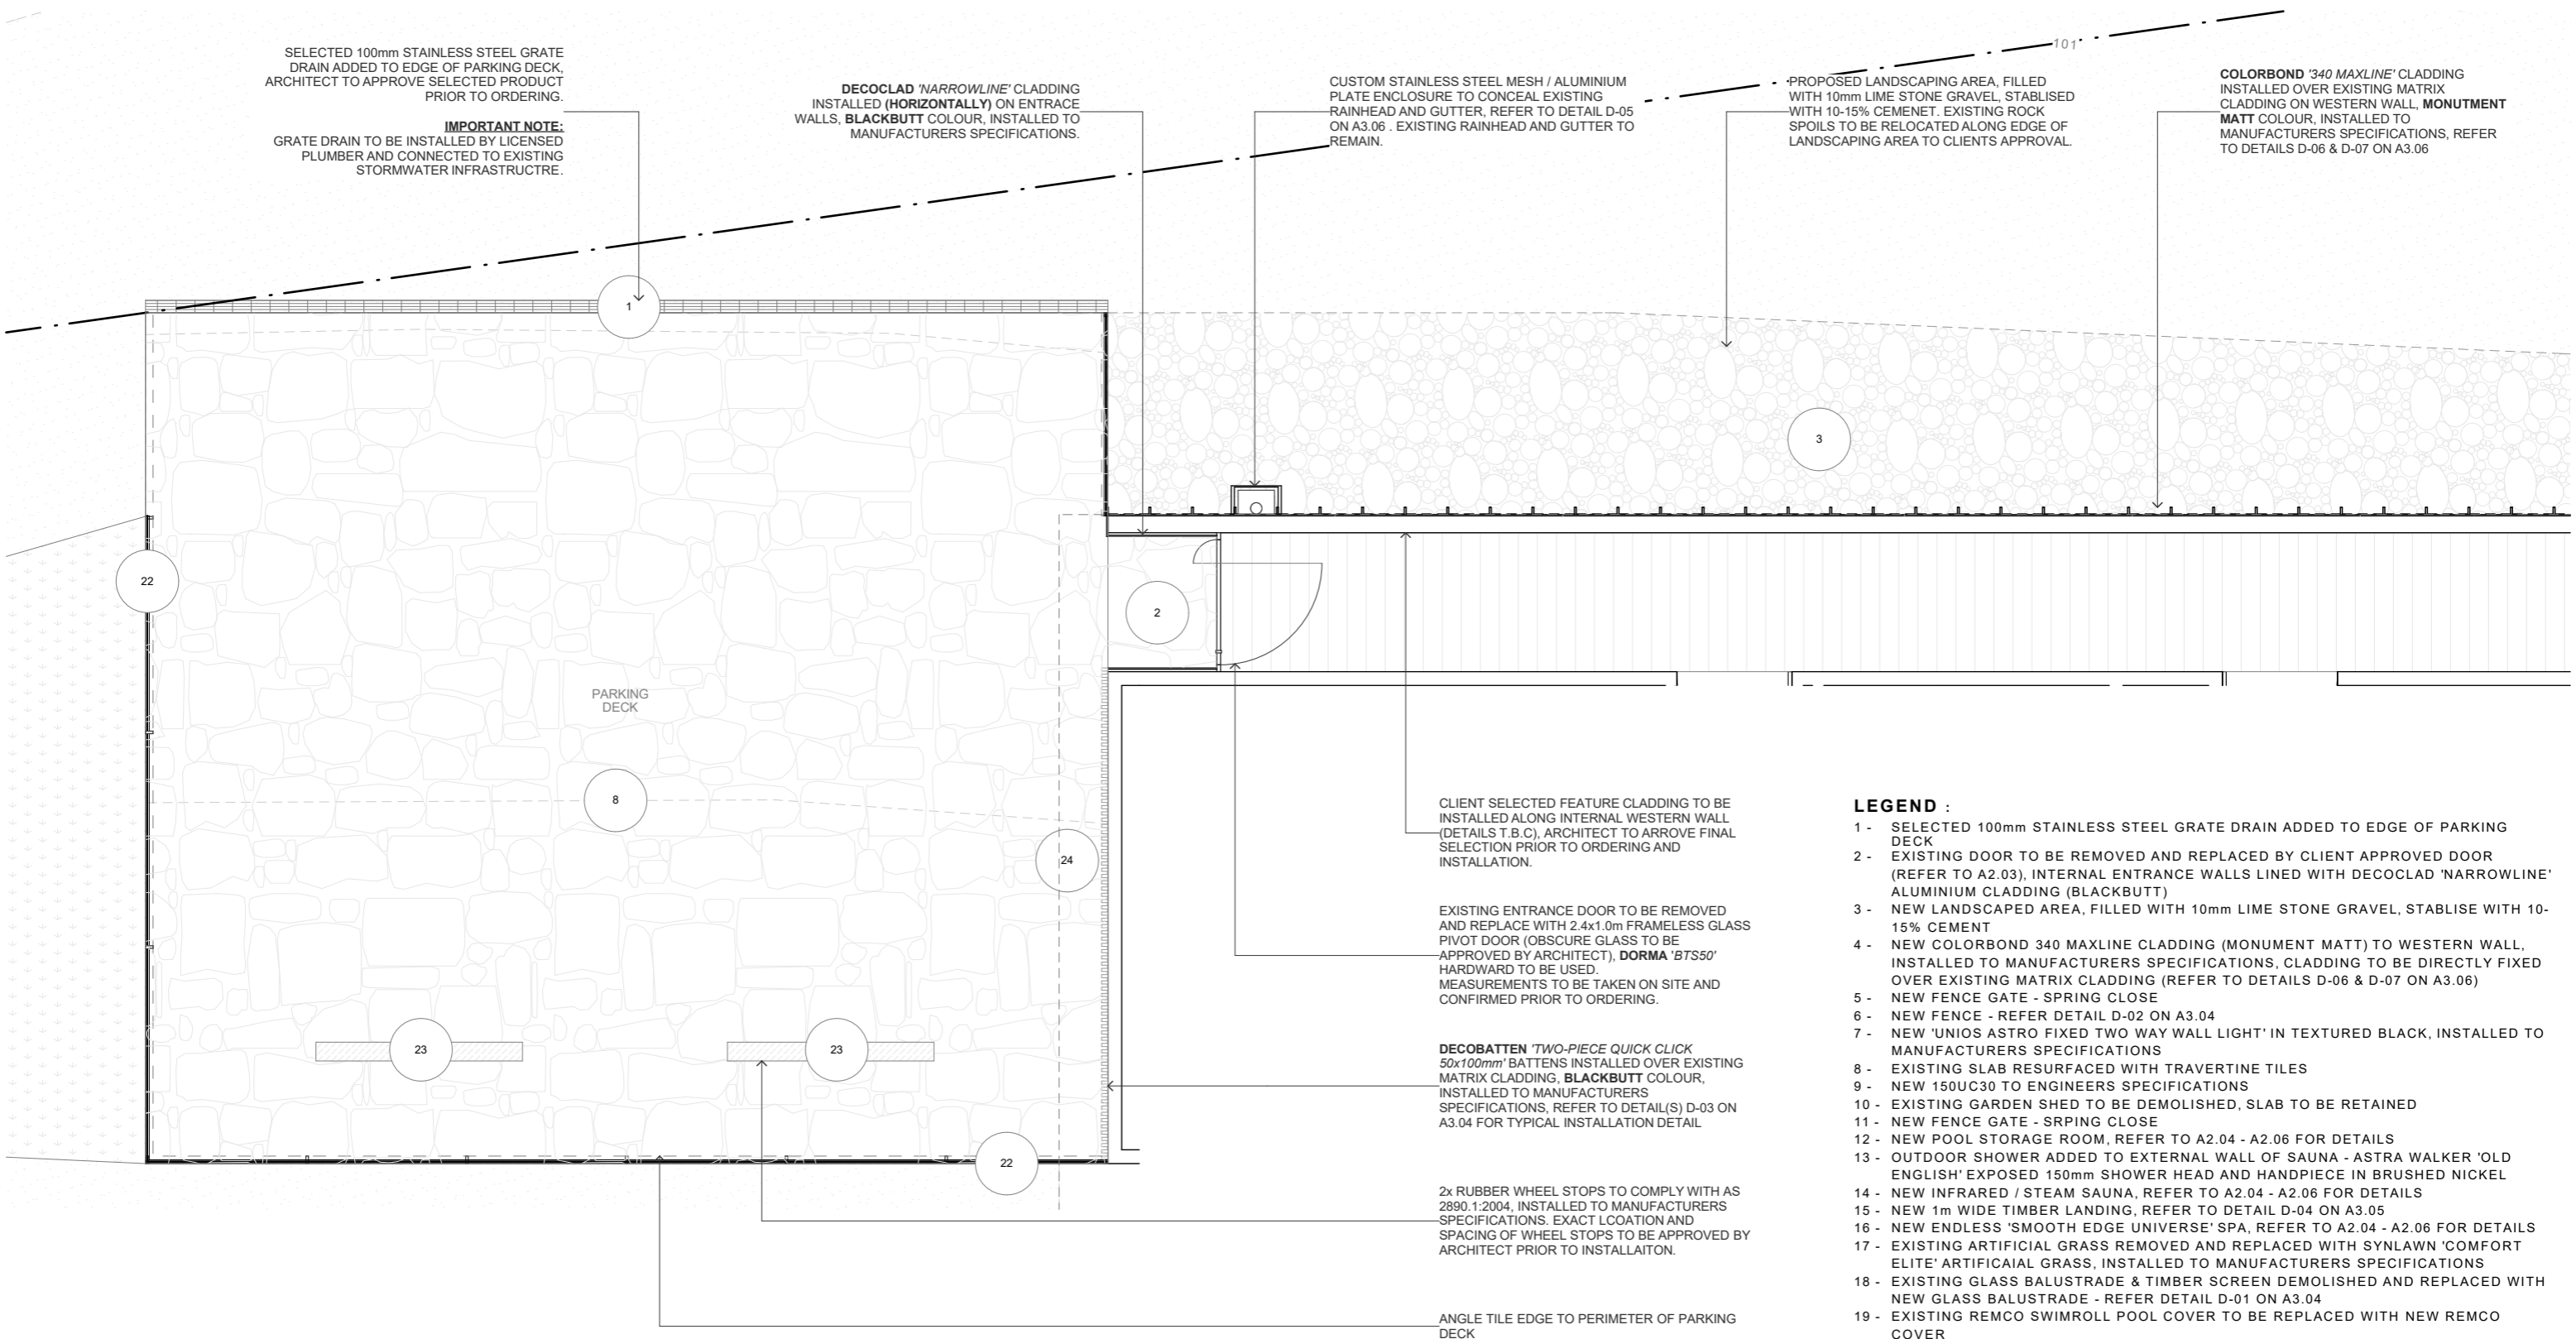 101
SELECTED 100mm STAINLESS STEEL GRATE
DRAIN ADDED TO EDGE OF PARKING DECK,
ARCHITECT TO APPROVE SELECTED PRODUCT
PRIOR TO ORDERING.
IMPORTANT NOTE:
GRATE DRAIN TO BE INSTALLED BY LICENSED
PLUMBER AND CONNECTED TO EXISTING
STORMWATER INFRASTRUCTRE.
DECOCLAD 'NARROWLINE' CLADDING
INSTALLED (HORIZONTALLY) ON ENTRACE
WALLS, BLACKBUTT COLOUR, INSTALLED TO
MANUFACTURERS SPECIFICATIONS.
CUSTOM STAINLESS STEEL MESH / ALUMINIUM
PLATE ENCLOSURE TO CONCEAL EXISTING
RAINHEAD AND GUTTER, REFER TO DETAIL D-05
ON A3.06 . EXISTING RAINHEAD AND GUTTER TO
REMAIN.
PROPOSED LANDSCAPING AREA, FILLED
WITH 10mm LIME STONE GRAVEL, STABLISED
WITH 10-15% CEMENET. EXISTING ROCK
SPOILS TO BE RELOCATED ALONG EDGE OF
LANDSCAPING AREA TO CLIENTS APPROVAL.
COLORBOND '340 MAXLINE' CLADDING
INSTALLED OVER EXISTING MATRIX
CLADDING ON WESTERN WALL, MONUTMENT
MATT COLOUR, INSTALLED TO
MANUFACTURERS SPECIFICATIONS, REFER
TO DETAILS D-06 & D-07 ON A3.06
1
3
22
2
PARKING
DECK
8
24
23
23
22
CLIENT SELECTED FEATURE CLADDING TO BE
INSTALLED ALONG INTERNAL WESTERN WALL
(DETAILS T.B.C), ARCHITECT TO ARROVE FINAL
SELECTION PRIOR TO ORDERING AND
INSTALLATION.
EXISTING ENTRANCE DOOR TO BE REMOVED
AND REPLACE WITH 2.4x1.0m FRAMELESS GLASS
PIVOT DOOR (OBSCURE GLASS TO BE
APPROVED BY ARCHITECT), DORMA 'BTS50'
HARDWARD TO BE USED.
MEASUREMENTS TO BE TAKEN ON SITE AND
CONFIRMED PRIOR TO ORDERING.
DECOBATTEN 'TWO-PIECE QUICK CLICK
50x100mm' BATTENS INSTALLED OVER EXISTING
MATRIX CLADDING, BLACKBUTT COLOUR,
INSTALLED TO MANUFACTURERS
SPECIFICATIONS, REFER TO DETAIL(S) D-03 ON
A3.04 FOR TYPICAL INSTALLATION DETAIL
2x RUBBER WHEEL STOPS TO COMPLY WITH AS
2890.1:2004, INSTALLED TO MANUFACTURERS
SPECIFICATIONS. EXACT LCOATION AND
SPACING OF WHEEL STOPS TO BE APPROVED BY
ARCHITECT PRIOR TO INSTALLAITON.
ANGLE TILE EDGE TO PERIMETER OF PARKING
DECK
LEGEND :
1 - SELECTED 100mm STAINLESS STEEL GRATE DRAIN ADDED TO EDGE OF PARKING
DECK
2 - EXISTING DOOR TO BE REMOVED AND REPLACED BY CLIENT APPROVED DOOR
(REFER TO A2.03), INTERNAL ENTRANCE WALLS LINED WITH DECOCLAD 'NARROWLINE'
ALUMINIUM CLADDING (BLACKBUTT)
3 - NEW LANDSCAPED AREA, FILLED WITH 10mm LIME STONE GRAVEL, STABLISE WITH 10-
15% CEMENT
4 - NEW COLORBOND 340 MAXLINE CLADDING (MONUMENT MATT) TO WESTERN WALL,
INSTALLED TO MANUFACTURERS SPECIFICATIONS, CLADDING TO BE DIRECTLY FIXED
OVER EXISTING MATRIX CLADDING (REFER TO DETAILS D-06 & D-07 ON A3.06)
5 - NEW FENCE GATE - SPRING CLOSE
6 - NEW FENCE - REFER DETAIL D-02 ON A3.04
7 - NEW 'UNIOS ASTRO FIXED TWO WAY WALL LIGHT' IN TEXTURED BLACK, INSTALLED TO
MANUFACTURERS SPECIFICATIONS
8 - EXISTING SLAB RESURFACED WITH TRAVERTINE TILES
9 - NEW 150UC30 TO ENGINEERS SPECIFICATIONS
10 - EXISTING GARDEN SHED TO BE DEMOLISHED, SLAB TO BE RETAINED
11 - NEW FENCE GATE - SRPING CLOSE
12 - NEW POOL STORAGE ROOM, REFER TO A2.04 - A2.06 FOR DETAILS
13 - OUTDOOR SHOWER ADDED TO EXTERNAL WALL OF SAUNA - ASTRA WALKER 'OLD
ENGLISH' EXPOSED 150mm SHOWER HEAD AND HANDPIECE IN BRUSHED NICKEL
14 - NEW INFRARED / STEAM SAUNA, REFER TO A2.04 - A2.06 FOR DETAILS
15 - NEW 1m WIDE TIMBER LANDING, REFER TO DETAIL D-04 ON A3.05
16 - NEW ENDLESS 'SMOOTH EDGE UNIVERSE' SPA, REFER TO A2.04 - A2.06 FOR DETAILS
17 - EXISTING ARTIFICIAL GRASS REMOVED AND REPLACED WITH SYNLAWN 'COMFORT
ELITE' ARTIFICAIAL GRASS, INSTALLED TO MANUFACTURERS SPECIFICATIONS
18 - EXISTING GLASS BALUSTRADE & TIMBER SCREEN DEMOLISHED AND REPLACED WITH
NEW GLASS BALUSTRADE - REFER DETAIL D-01 ON A3.04
19 - EXISTING REMCO SWIMROLL POOL COVER TO BE REPLACED WITH NEW REMCO
COVER